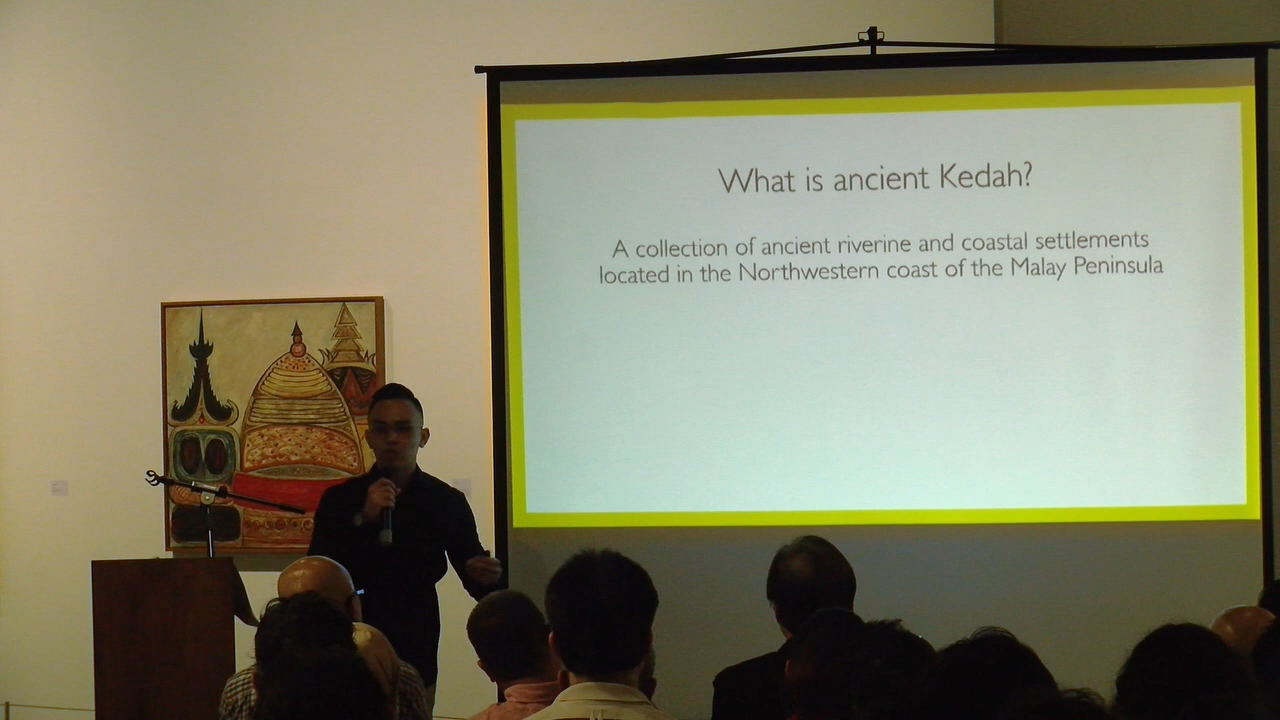 What is ancient Kedah?
A collection of ancient riverine and coastal settlements
located in the Northwestern coast of the Malay Peninsula